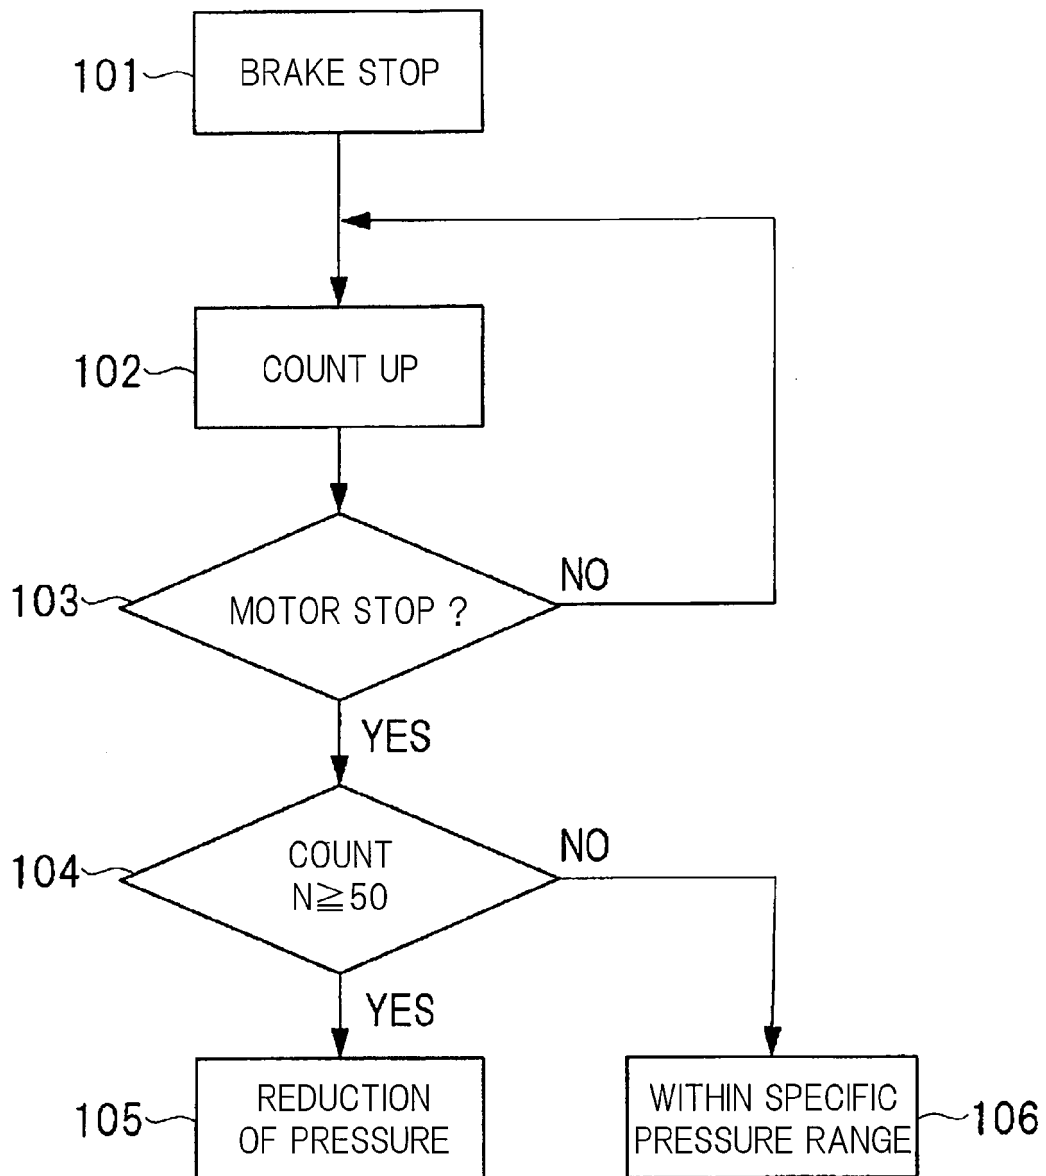 101
BRAKE STOP
102
COUNT UP
103
MOTOR STOP ?
NO
YES
104
COUNT
N≧50
NO
YES
105
REDUCTION
OF PRESSURE
WITHIN SPECIFIC
PRESSURE RANGE
106